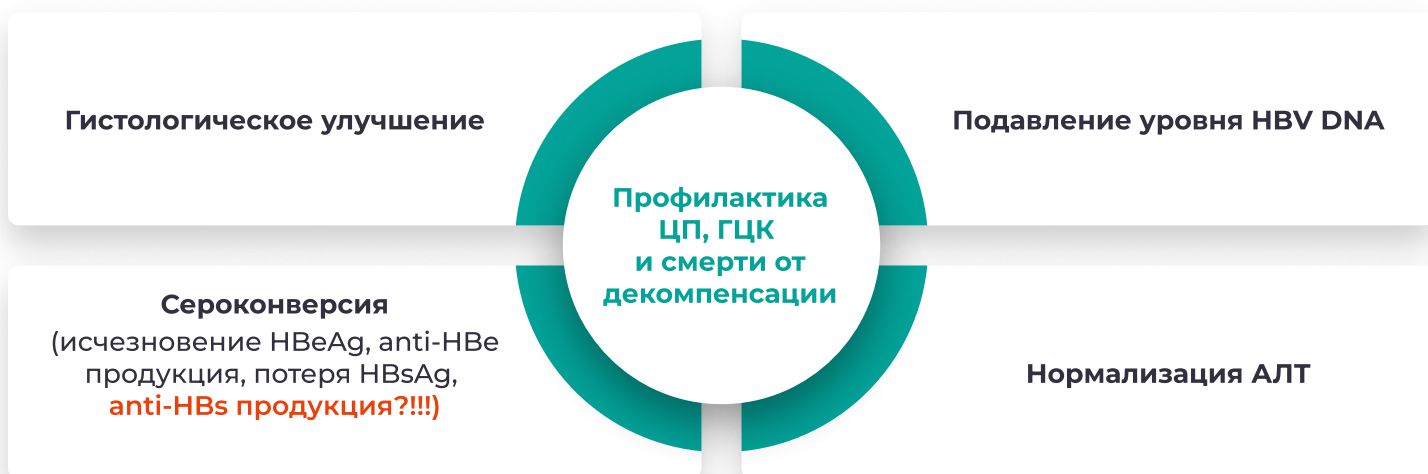 Гистологическое улучшение
Подавление уровня HBV DNA
Профилактика
ЦП, ГЦК
и смерти от
декомпенсации
Сероконверсия
(исчезновение HBeAg, anti-HBe
продукция, потеря HBsAg,
anti-HBs продукция?!!!)
Нормализация АЛТ